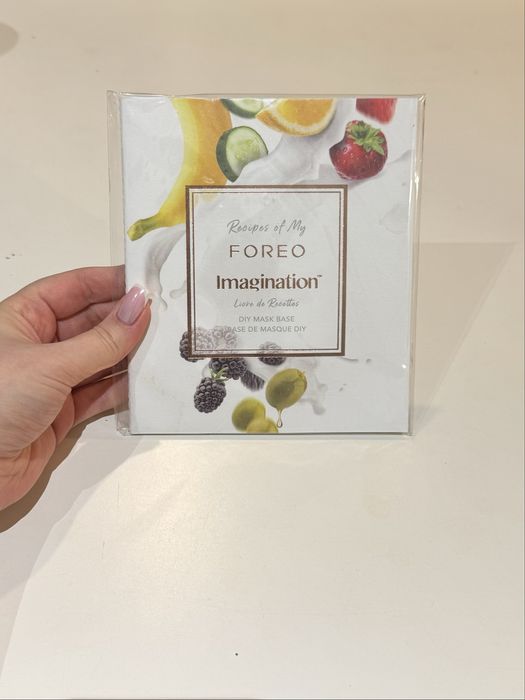 Recipes of My
FOREO
Imagination™
Livre de Recettes
DIY MASK BASE
BASE DE MASQUE DIY